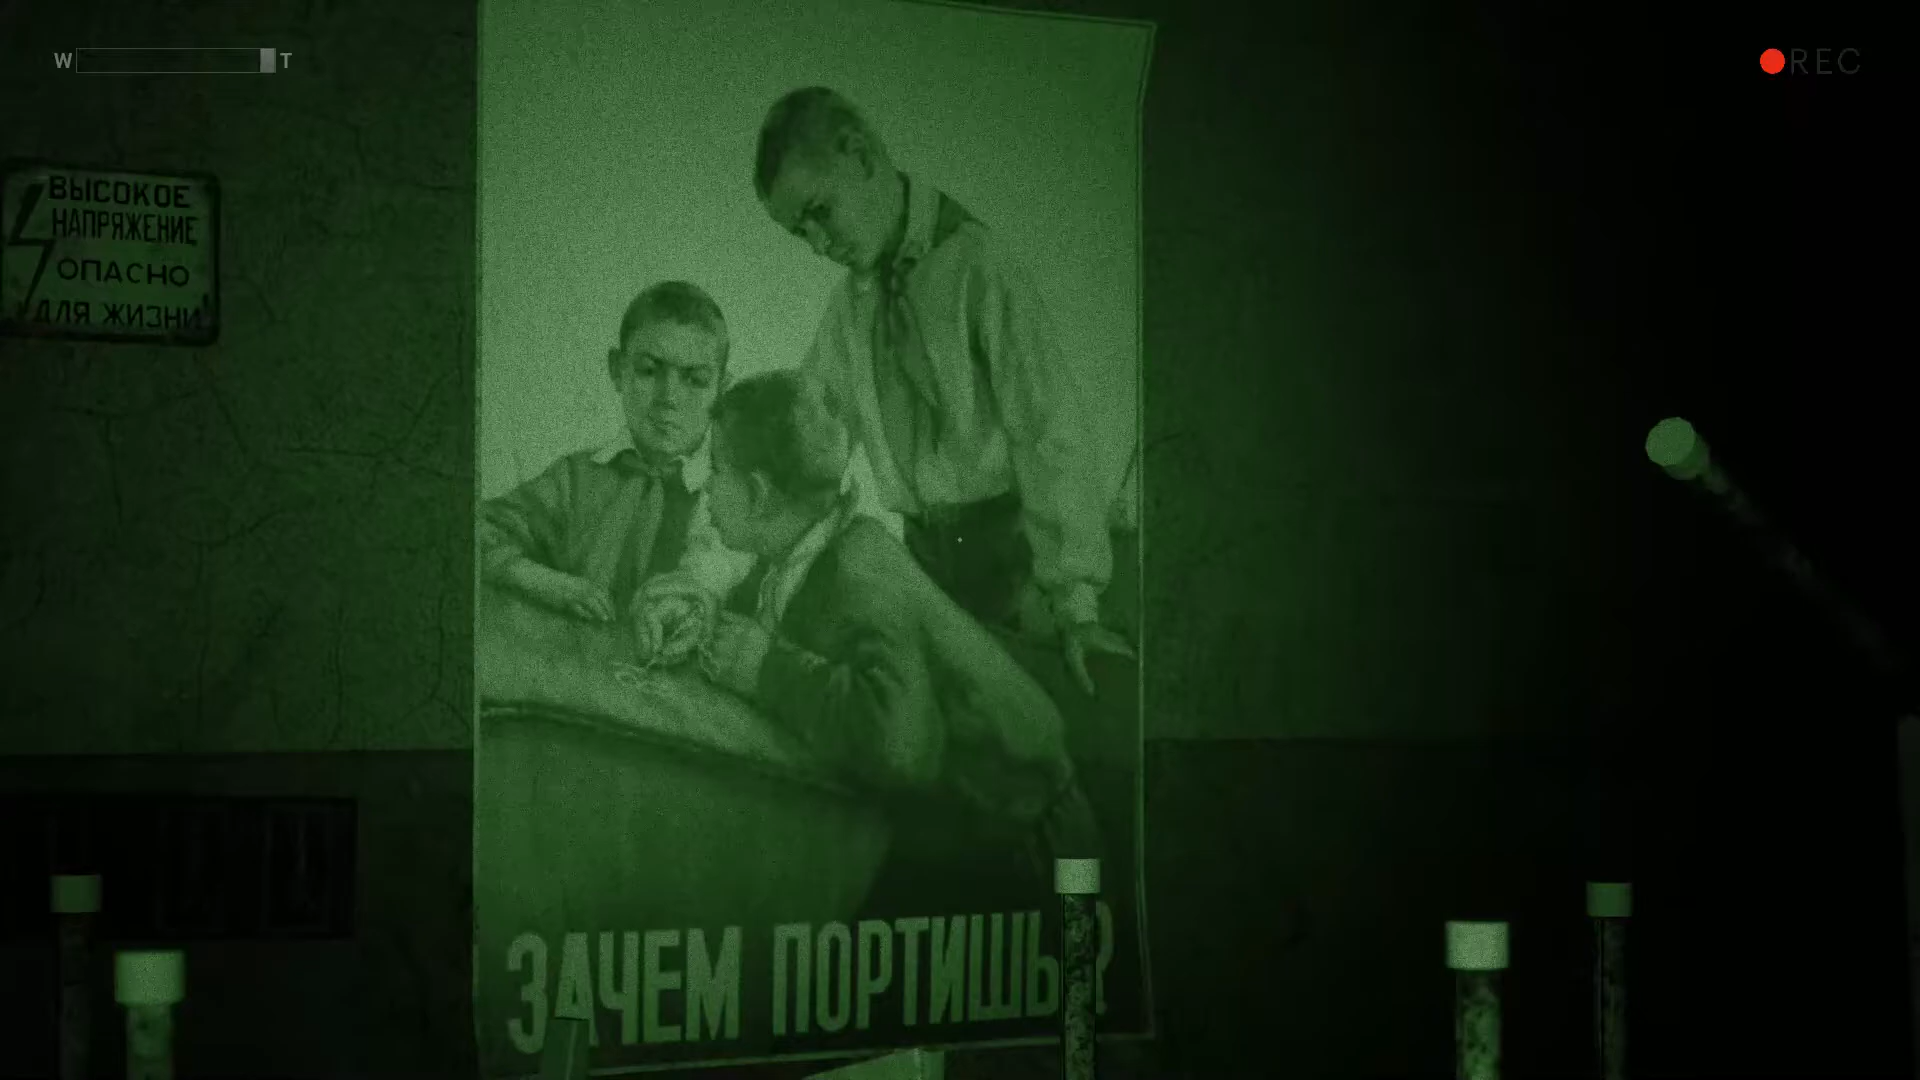 W T
REC
ВЫСОКОЕ
НАПРЯЖЕНИЕ
ОПАСНО
ДЛЯ ЖИЗНИ
ЗАЧЕМ ПОРТИШЬ?